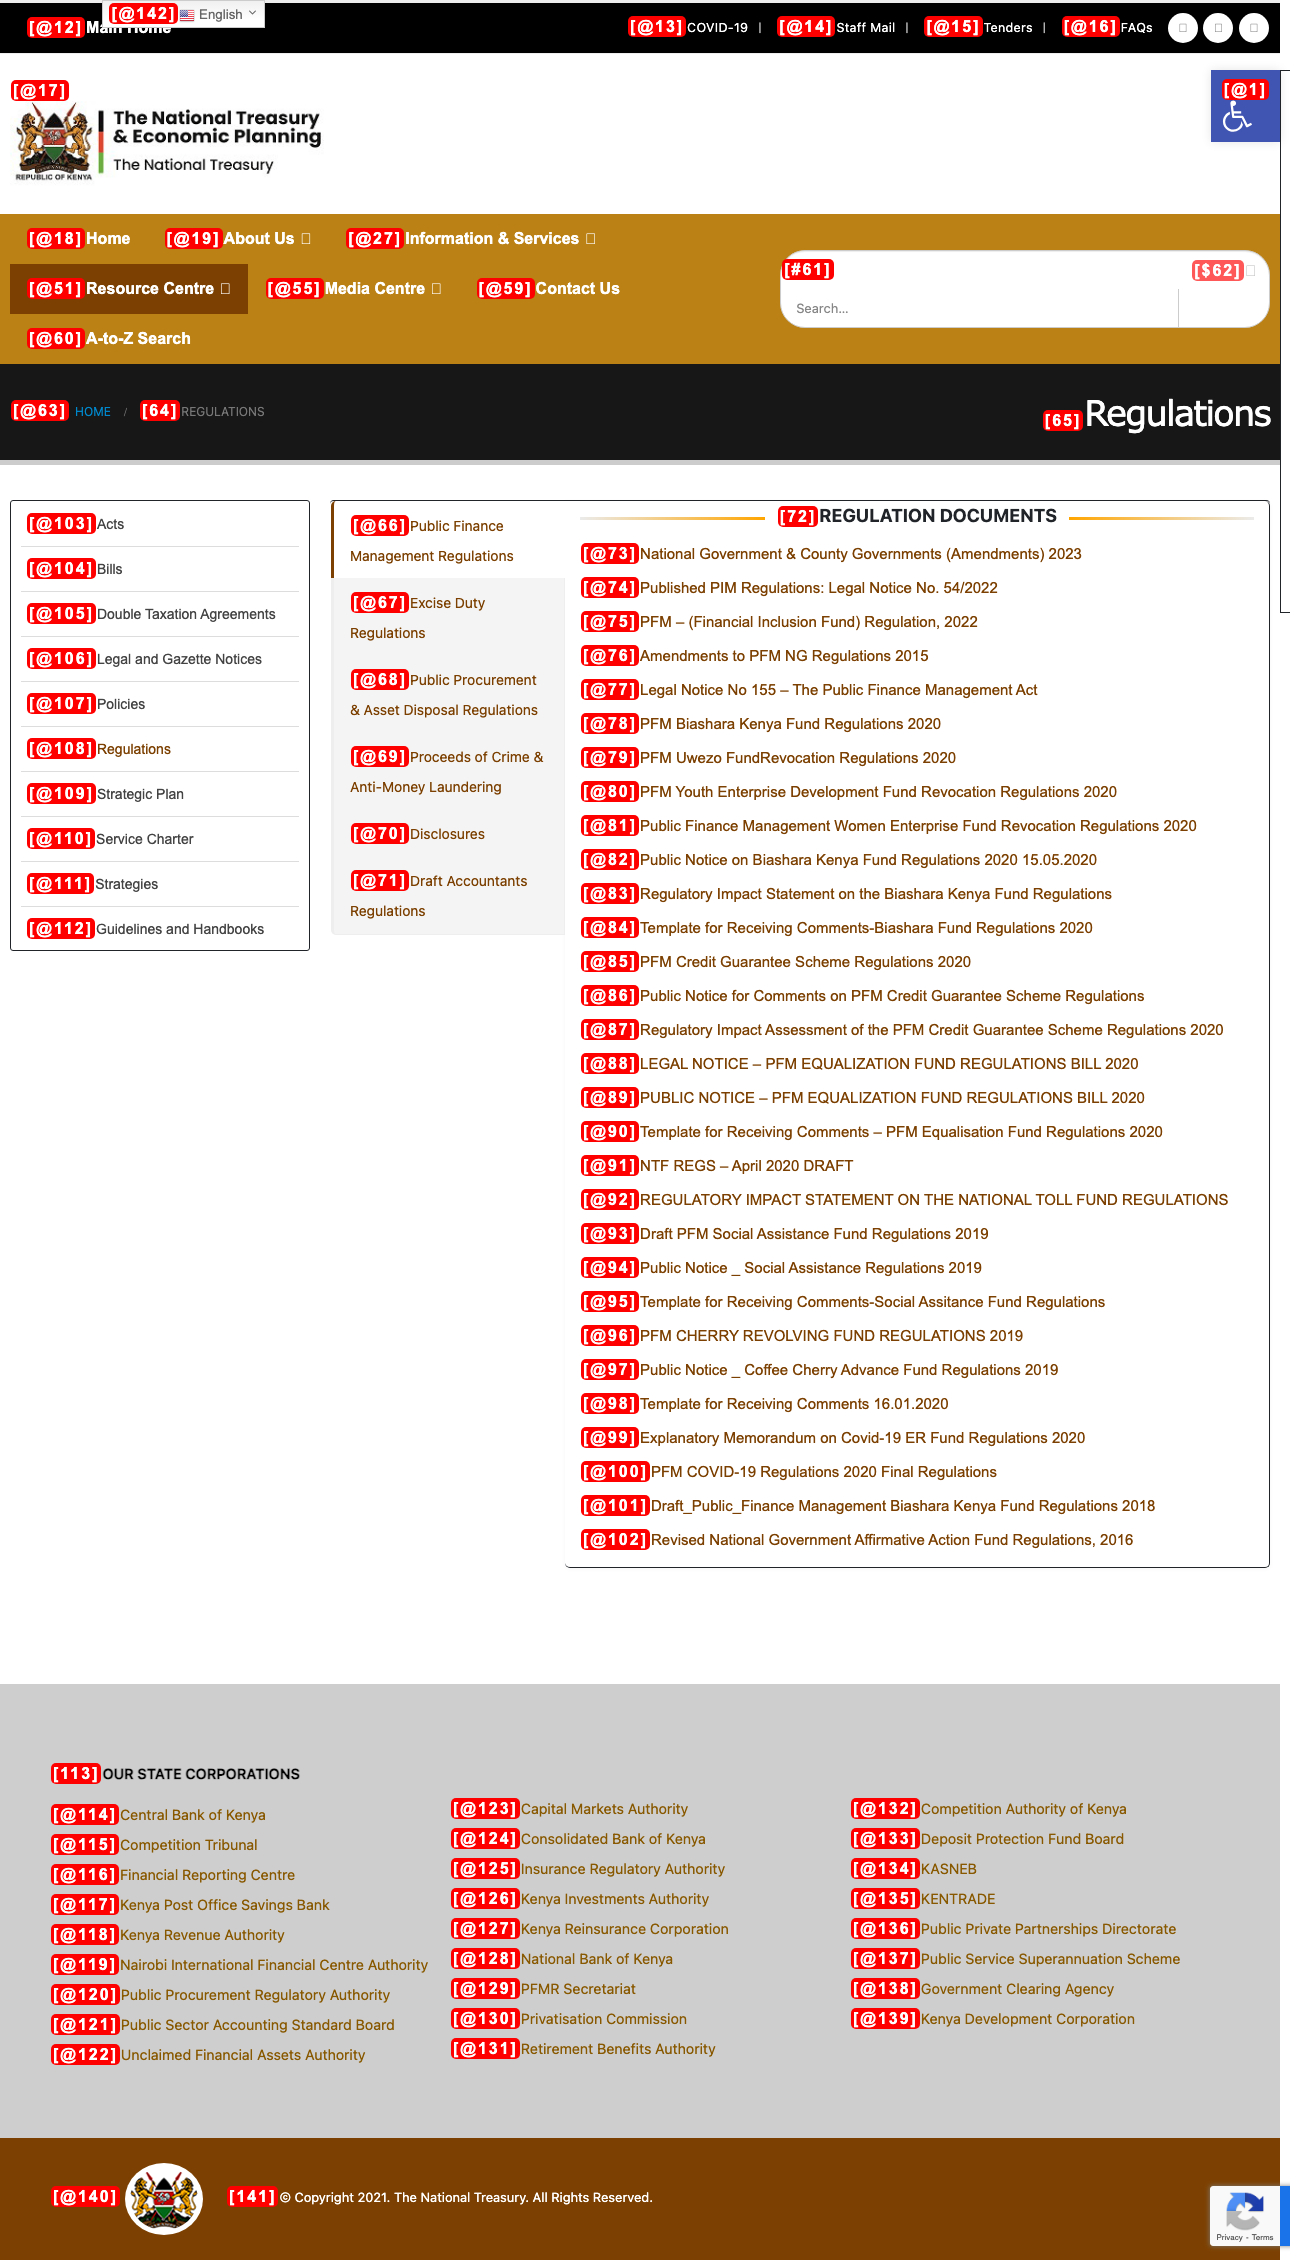 [@12] Main Home
[@142] English
[@13] COVID-19 |
[@14] Staff Mail |
[@15] Tenders |
[@16] FAQs
[@17]
The National Treasury
& Economic Planning
The National Treasury
REPUBLIC OF KENYA
[@1]
[@18] Home
[@19] About Us
[@27] Information & Services
[@51] Resource Centre
[@55] Media Centre
[@59] Contact Us
[@60] A-to-Z Search
[#61]
[$62]
Search...
[@63] HOME / [64] REGULATIONS
[65] Regulations
[@103] Acts
[@104] Bills
[@105] Double Taxation Agreements
[@106] Legal and Gazette Notices
[@107] Policies
[@108] Regulations
[@109] Strategic Plan
[@110] Service Charter
[@111] Strategies
[@112] Guidelines and Handbooks
[@66] Public Finance
Management Regulations
[@67] Excise Duty
Regulations
[@68] Public Procurement
& Asset Disposal Regulations
[@69] Proceeds of Crime &
Anti-Money Laundering
[@70] Disclosures
[@71] Draft Accountants
Regulations
[72] REGULATION DOCUMENTS
[@73] National Government & County Governments (Amendments) 2023
[@74] Published PIM Regulations: Legal Notice No. 54/2022
[@75] PFM – (Financial Inclusion Fund) Regulation, 2022
[@76] Amendments to PFM NG Regulations 2015
[@77] Legal Notice No 155 – The Public Finance Management Act
[@78] PFM Biashara Kenya Fund Regulations 2020
[@79] PFM Uwezo FundRevocation Regulations 2020
[@80] PFM Youth Enterprise Development Fund Revocation Regulations 2020
[@81] Public Finance Management Women Enterprise Fund Revocation Regulations 2020
[@82] Public Notice on Biashara Kenya Fund Regulations 2020 15.05.2020
[@83] Regulatory Impact Statement on the Biashara Kenya Fund Regulations
[@84] Template for Receiving Comments-Biashara Fund Regulations 2020
[@85] PFM Credit Guarantee Scheme Regulations 2020
[@86] Public Notice for Comments on PFM Credit Guarantee Scheme Regulations
[@87] Regulatory Impact Assessment of the PFM Credit Guarantee Scheme Regulations 2020
[@88] LEGAL NOTICE – PFM EQUALIZATION FUND REGULATIONS BILL 2020
[@89] PUBLIC NOTICE – PFM EQUALIZATION FUND REGULATIONS BILL 2020
[@90] Template for Receiving Comments – PFM Equalisation Fund Regulations 2020
[@91] NTF REGS – April 2020 DRAFT
[@92] REGULATORY IMPACT STATEMENT ON THE NATIONAL TOLL FUND REGULATIONS
[@93] Draft PFM Social Assistance Fund Regulations 2019
[@94] Public Notice _ Social Assistance Regulations 2019
[@95] Template for Receiving Comments-Social Assitance Fund Regulations
[@96] PFM CHERRY REVOLVING FUND REGULATIONS 2019
[@97] Public Notice _ Coffee Cherry Advance Fund Regulations 2019
[@98] Template for Receiving Comments 16.01.2020
[@99] Explanatory Memorandum on Covid-19 ER Fund Regulations 2020
[@100] PFM COVID-19 Regulations 2020 Final Regulations
[@101] Draft_Public_Finance Management Biashara Kenya Fund Regulations 2018
[@102] Revised National Government Affirmative Action Fund Regulations, 2016
[113] OUR STATE CORPORATIONS
[@114] Central Bank of Kenya
[@115] Competition Tribunal
[@116] Financial Reporting Centre
[@117] Kenya Post Office Savings Bank
[@118] Kenya Revenue Authority
[@119] Nairobi International Financial Centre Authority
[@120] Public Procurement Regulatory Authority
[@121] Public Sector Accounting Standard Board
[@122] Unclaimed Financial Assets Authority
[@123] Capital Markets Authority
[@124] Consolidated Bank of Kenya
[@125] Insurance Regulatory Authority
[@126] Kenya Investments Authority
[@127] Kenya Reinsurance Corporation
[@128] National Bank of Kenya
[@129] PFMR Secretariat
[@130] Privatisation Commission
[@131] Retirement Benefits Authority
[@132] Competition Authority of Kenya
[@133] Deposit Protection Fund Board
[@134] KASNEB
[@135] KENTRADE
[@136] Public Private Partnerships Directorate
[@137] Public Service Superannuation Scheme
[@138] Government Clearing Agency
[@139] Kenya Development Corporation
[@140]
[141] © Copyright 2021. The National Treasury. All Rights Reserved.
Privacy - Terms